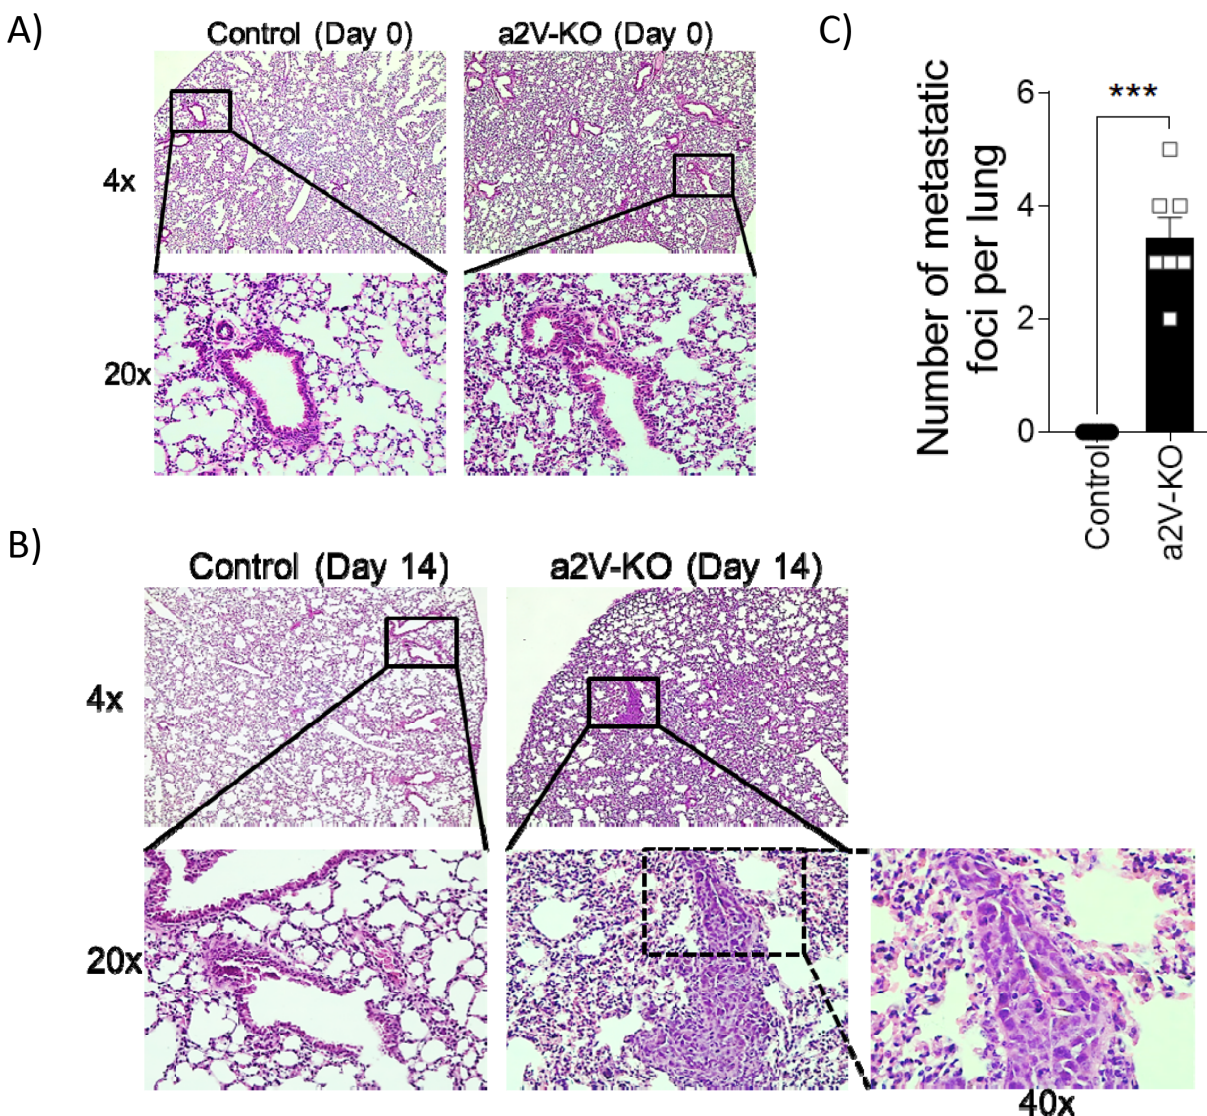 A)
Control (Day 0)
a2V-KO (Day 0)
4x
20x
B)
Control (Day 14)
a2V-KO (Day 14)
4x
20x
40x
C)
Number of metastatic
foci per lung
6
4
2
0
***
Control
a2V-KO